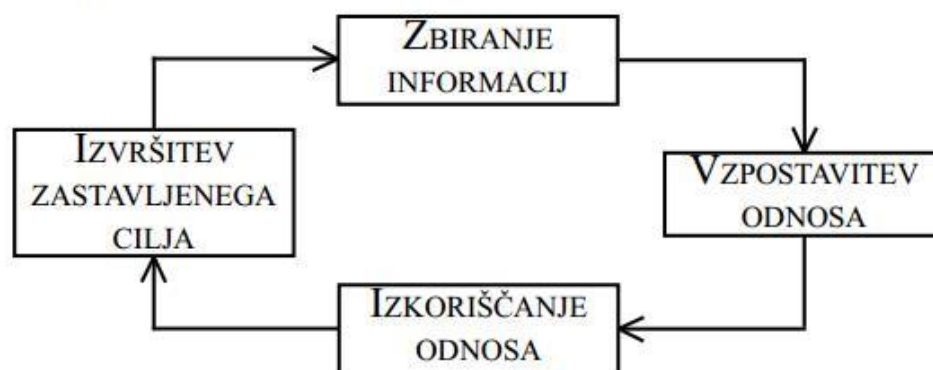 ZBIRANJE
INFORMACIJ
VZPOSTAVITEV
ODNOSA
IZKORIŠČANJE
ODNOSA
IZVRŠITEV
ZASTAVLJENEGA
CILJA